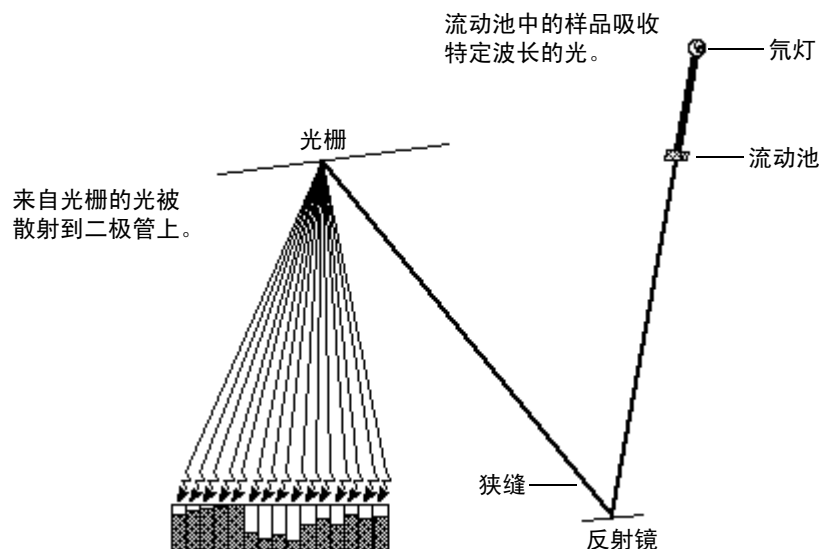 流动池中的样品吸收
特定波长的光。
氘灯
光栅
流动池
来自光栅的光被
散射到二极管上。
狭缝
反射镜